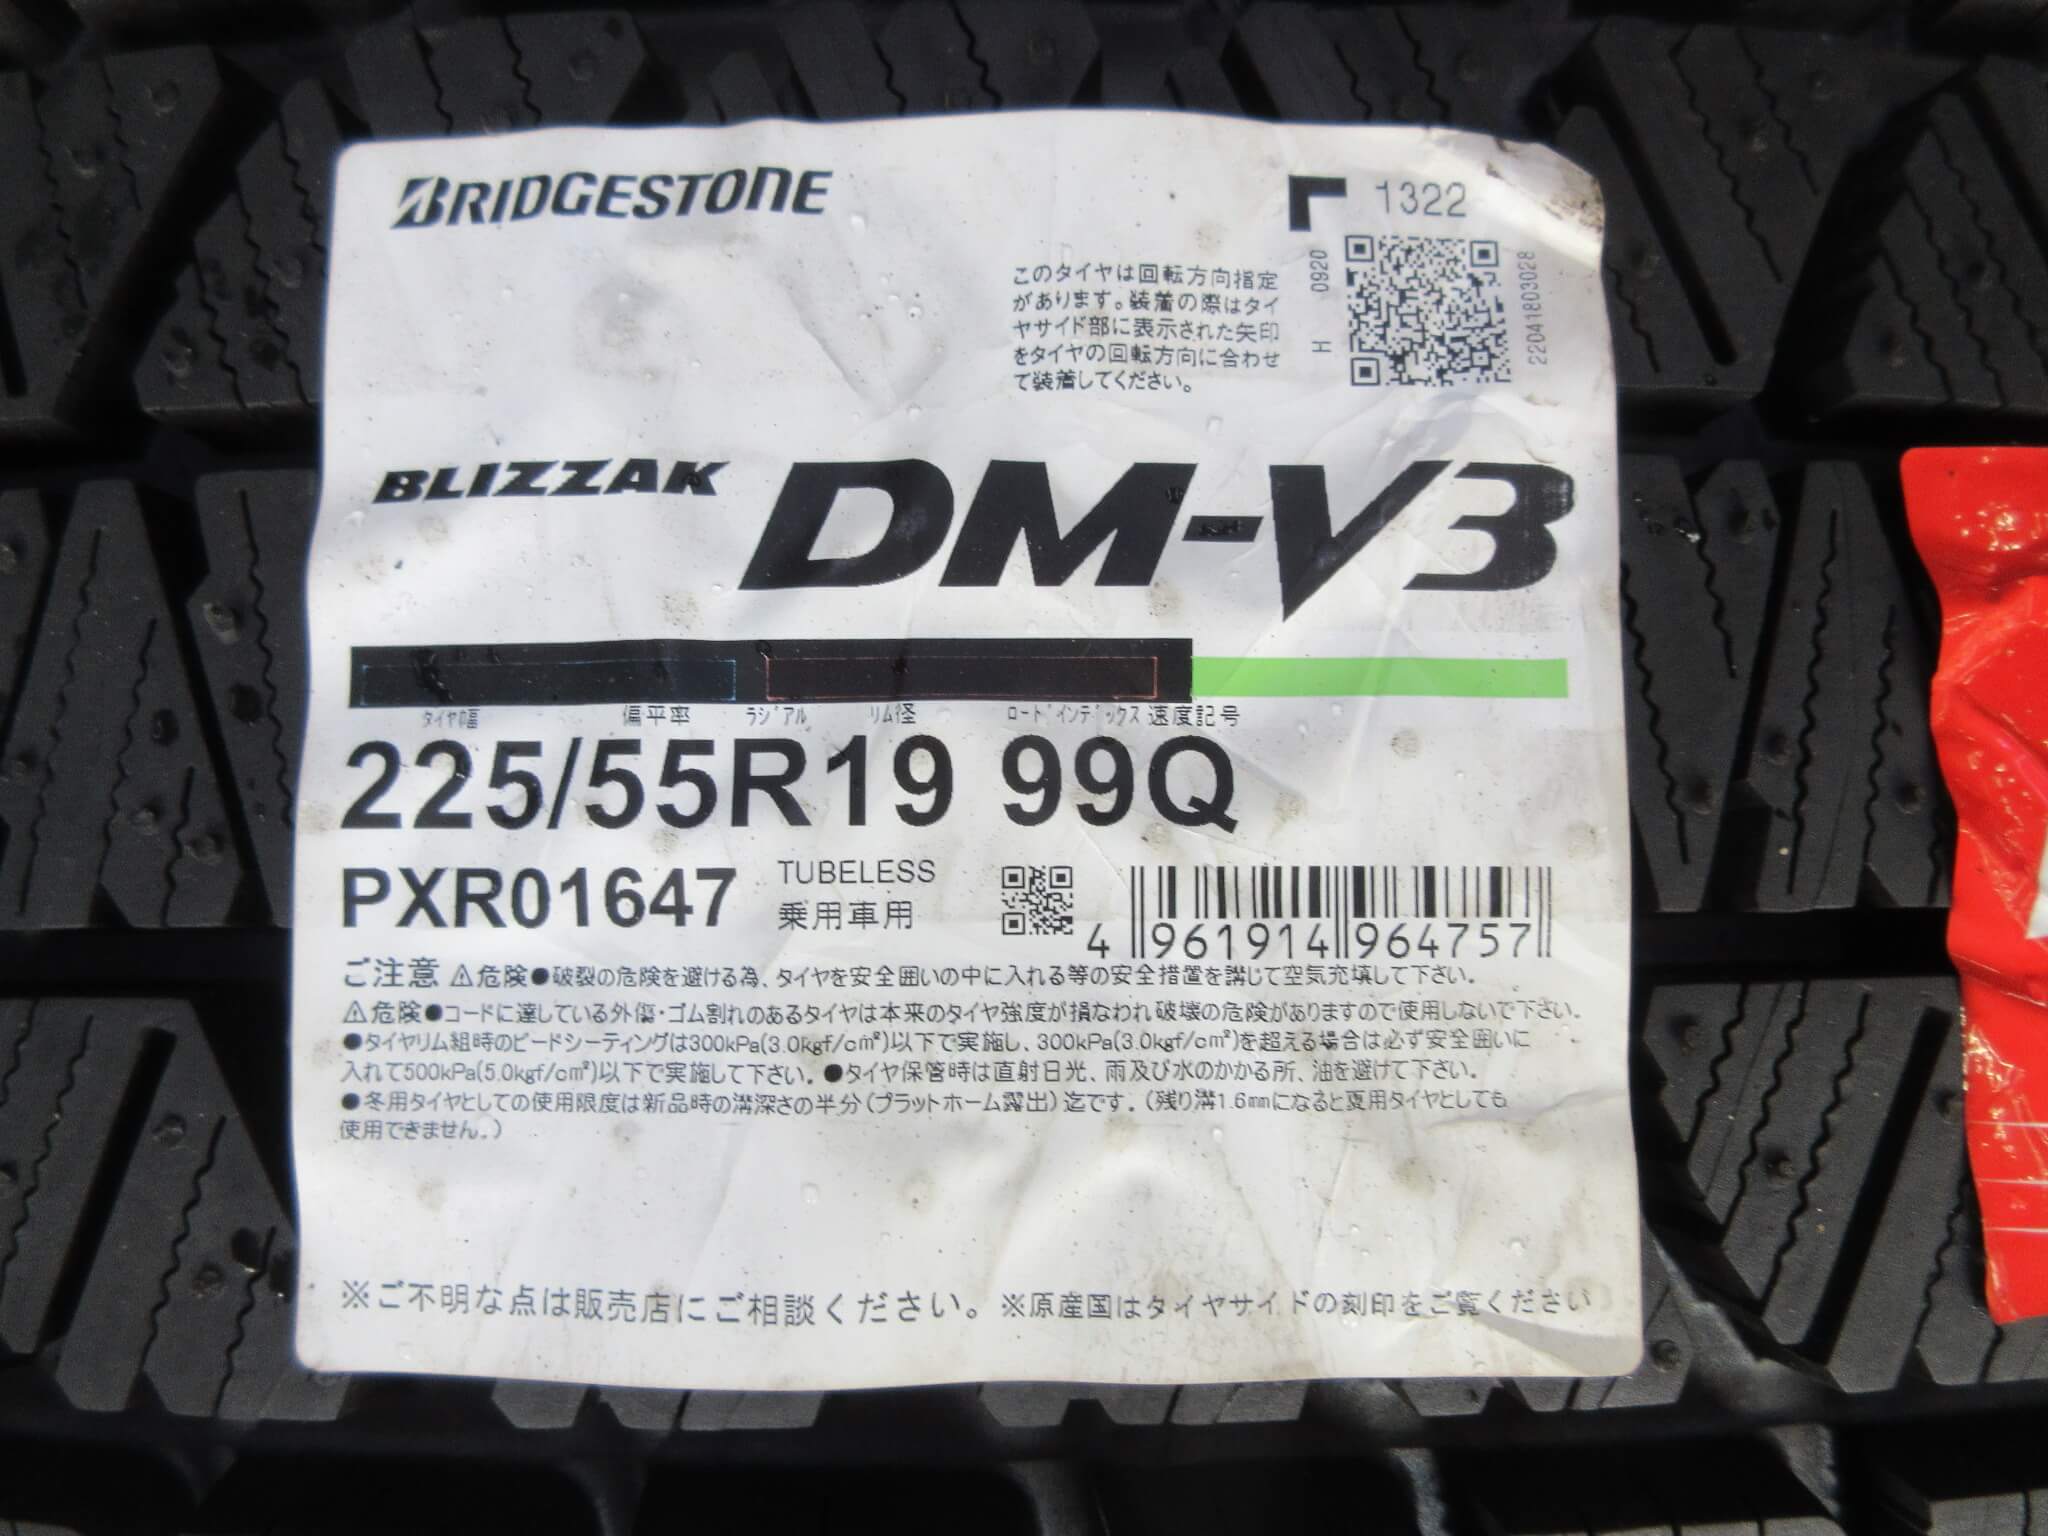 BRIDGESTONE
1322
このタイヤは回転方向指定
があります。装着の際はタイ
ヤサイド部に表示された矢印
をタイヤの回転方向に合わせ
て装着してください。
H 0920
22041803028
BLIZZAK DM-V3
タイヤ幅 偏平率 ラジアル リム径 ロードインデックス 速度記号
225/55R19 99Q
PXR01647 TUBELESS
乗用車用
4 961914 964757
ご注意 ⚠危険●破裂の危険を避ける為、タイヤを安全囲いの中に入れる等の安全措置を講じて空気充填して下さい。
⚠危険●コードに達している外傷・ゴム割れのあるタイヤは本来のタイヤ強度が損なわれ破壊の危険がありますので使用しないで下さい。
●タイヤリム組時のビードシーティングは300kPa(3.0kgf/cm²)以下で実施し、300kPa(3.0kgf/cm²)を超える場合は必ず安全囲いに
入れて500kPa(5.0kgf/cm²)以下で実施して下さい。●タイヤ保管時は直射日光、雨及び水のかかる所、油を避けて下さい。
●冬用タイヤとしての使用限度は新品時の溝深さの半分(プラットホーム露出)迄です。(残り溝1.6mmになると夏用タイヤとしても
使用できません。)
※ご不明な点は販売店にご相談ください。※原産国はタイヤサイドの刻印をご覧ください